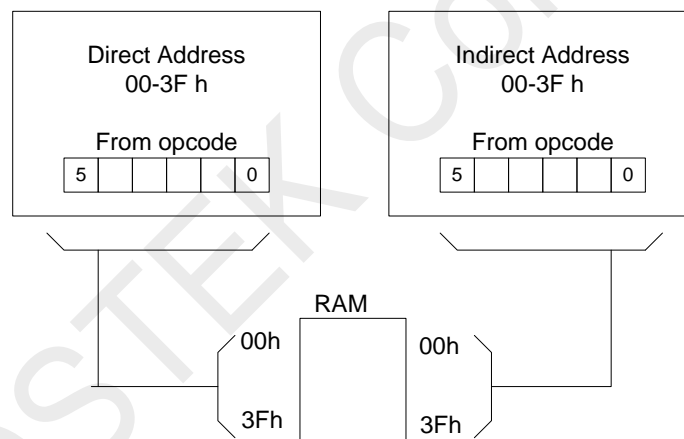 Direct Address
00-3F h
From opcode
5 0
Indirect Address
00-3F h
From opcode
5 0
RAM
00h 00h
3Fh 3Fh